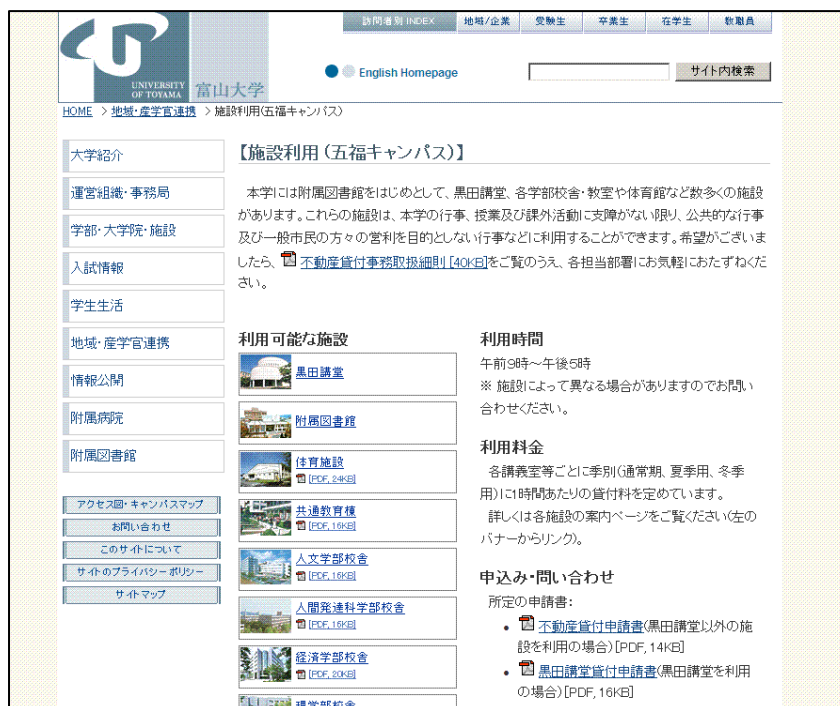 訪問者別 INDEX 地域/企業 受験生 卒業生 在学生 教職員
UNIVERSITY
OF TOYAMA
富山大学
English Homepage
サイト内検索
HOME > 地域・産学官連携 > 施設利用(五福キャンパス)
大学紹介
運営組織・事務局
学部・大学院・施設
入試情報
学生生活
地域・産学官連携
情報公開
附属病院
附属図書館
アクセス図・キャンパスマップ
お問い合わせ
このサイトについて
サイトのプライバシーポリシー
サイトマップ
【施設利用(五福キャンパス)】
本学には附属図書館をはじめとして、黒田講堂、各学部校舎・教室や体育館など数多くの施設
があります。これらの施設は、本学の行事、授業及び課外活動に支障がない限り、公共的な行事
及び一般市民の方々の営利を目的としない行事などに利用することができます。希望がございま
したら、不動産貸付事務取扱細則 [40KB]をご覧のうえ、各担当部署にお気軽におたずねくだ
さい。
利用可能な施設
黒田講堂
附属図書館
体育施設
[PDF, 24KB]
共通教育棟
[PDF, 16KB]
人文学部校舎
[PDF, 16KB]
人間発達科学部校舎
[PDF, 16KB]
経済学部校舎
[PDF, 20KB]
理学部校舎
利用時間
午前9時～午後5時
※ 施設によって異なる場合がありますのでお問い
合わせください。
利用料金
各講義室等ごとに季別(通常期、夏季用、冬季
用)に1時間あたりの貸付料を定めています。
詳しくは各施設の案内ページをご覧ください(左の
バナーからリンク)。
申込み・問い合わせ
所定の申請書:
• 不動産貸付申請書(黒田講堂以外の施
設を利用の場合)[PDF, 14KB]
• 黒田講堂貸付申請書(黒田講堂を利用
の場合)[PDF, 16KB]